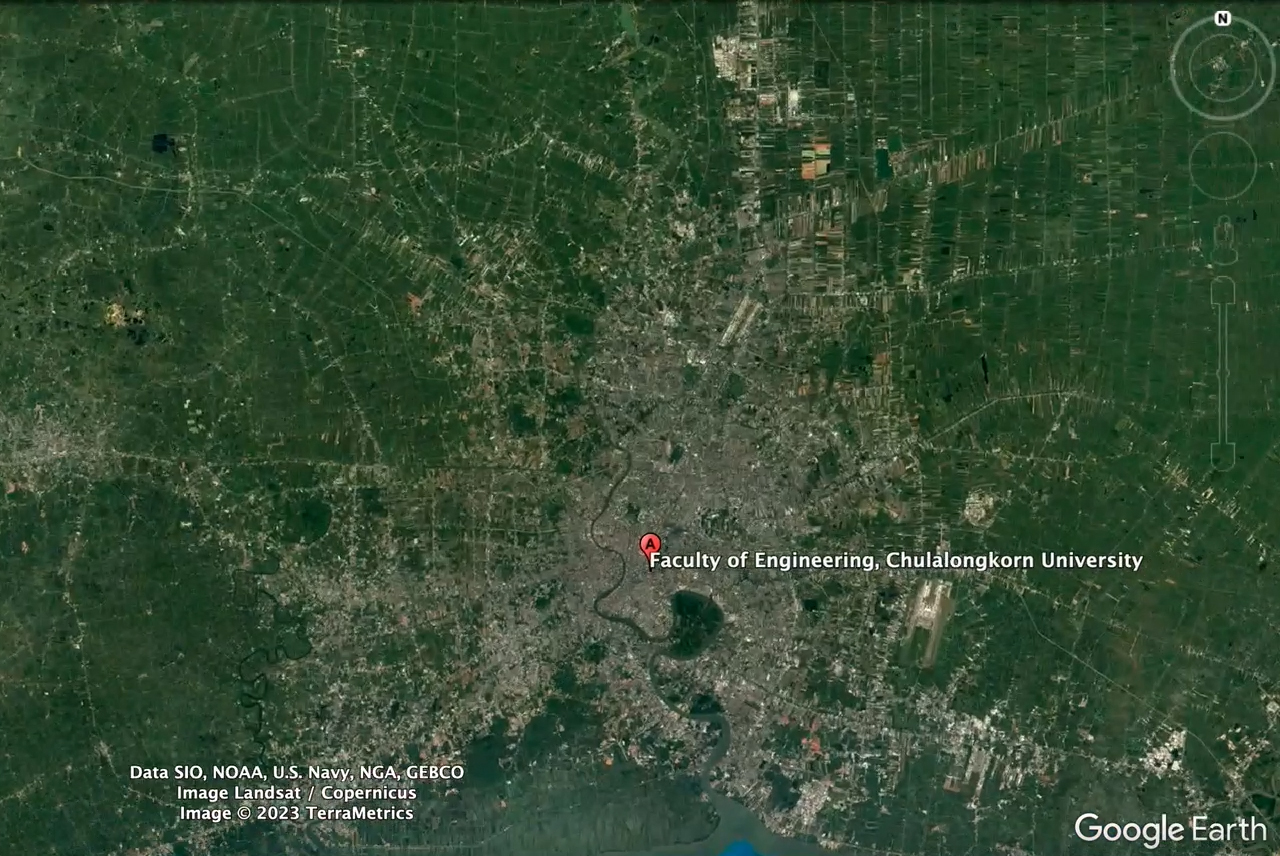 N
A
Faculty of Engineering, Chulalongkorn University
Data SIO, NOAA, U.S. Navy, NGA, GEBCO
Image Landsat / Copernicus
Image © 2023 TerraMetrics
Google Earth